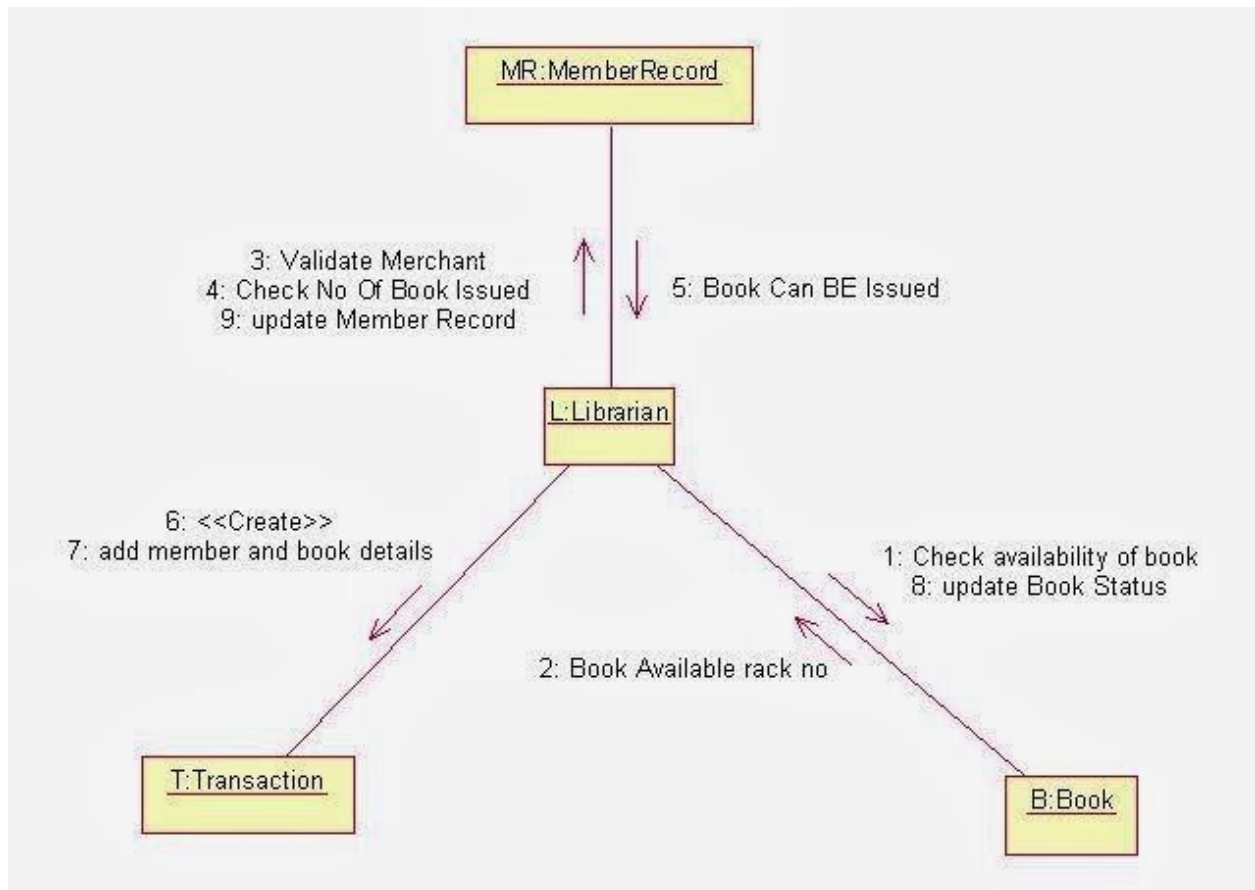 MR:MemberRecord
3: Validate Merchant
4: Check No Of Book Issued
9: update Member Record
5: Book Can BE Issued
L:Librarian
6: <<Create>>
7: add member and book details
1: Check availability of book
8: update Book Status
2: Book Available rack no
T:Transaction
B:Book